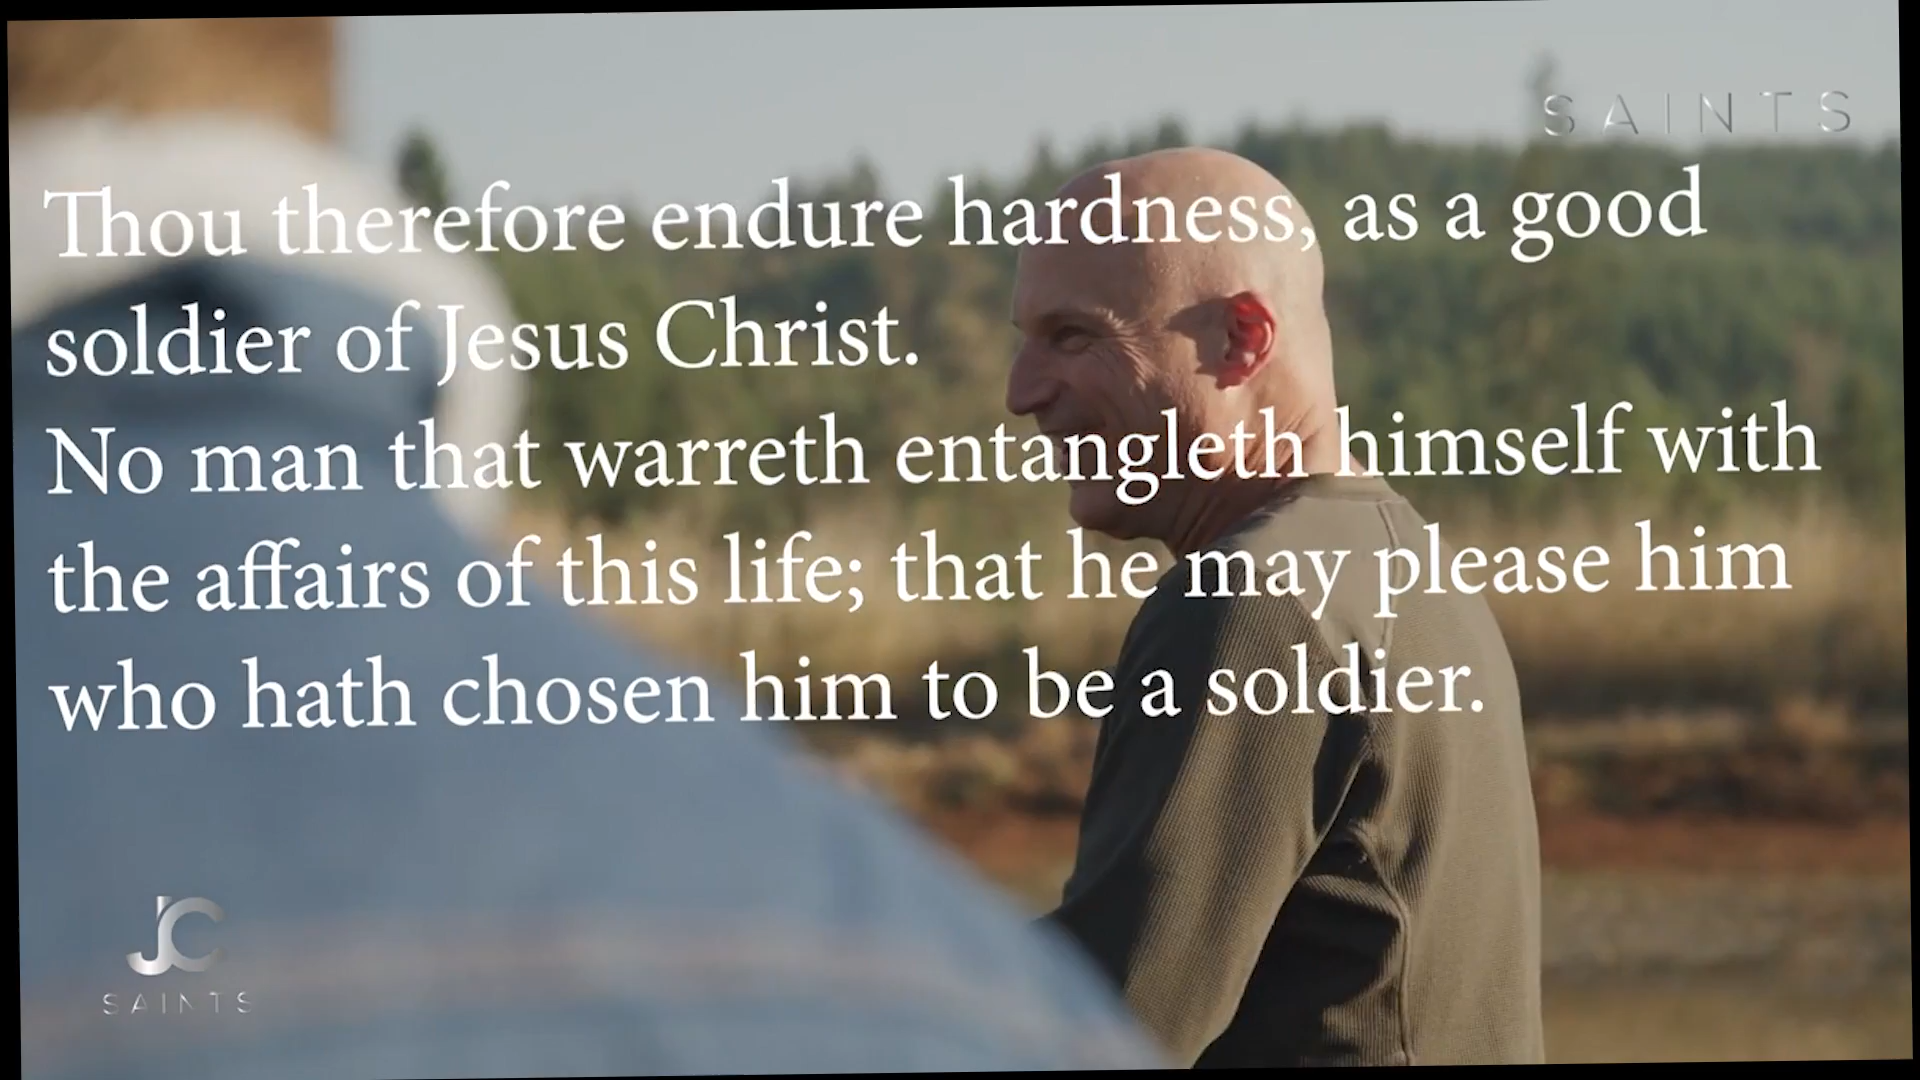 SAINTS
Thou therefore endure hardness, as a good
soldier of Jesus Christ.
No man that warreth entangleth himself with
the affairs of this life; that he may please him
who hath chosen him to be a soldier.
JC
SAINTS